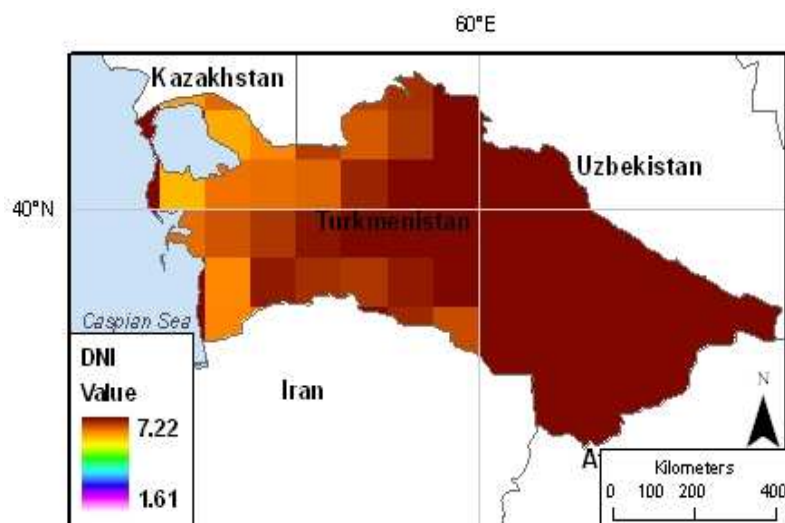 60°E
Kazakhstan
Uzbekistan
40°N
Turkmenistan
Caspian Sea
DNI
Value
7.22
1.61
Iran
N
A
Kilometers
0 100 200 400